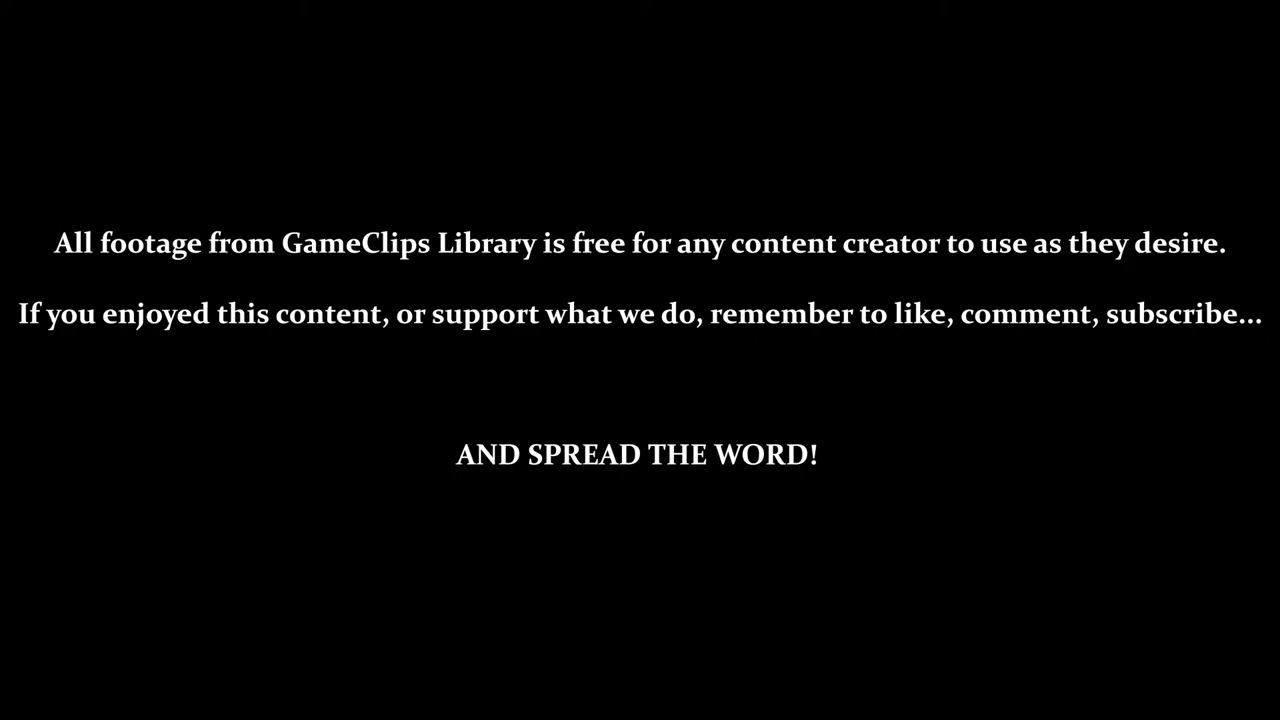 All footage from GameClips Library is free for any content creator to use as they desire.
If you enjoyed this content, or support what we do, remember to like, comment, subscribe...
AND SPREAD THE WORD!